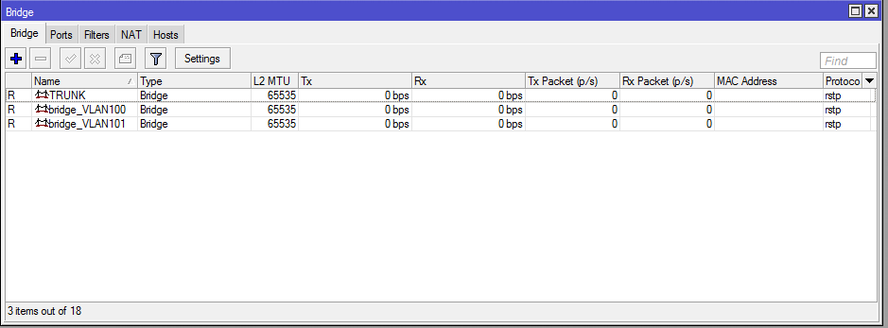 Bridge
Bridge Ports Filters NAT Hosts
Settings Find
Name / Type L2 MTU Tx Rx Tx Packet (p/s) Rx Packet (p/s) MAC Address Protoco
R TRUNK Bridge 65535 0 bps 0 bps 0 0 rstp
R bridge_VLAN100 Bridge 65535 0 bps 0 bps 0 0 rstp
R bridge_VLAN101 Bridge 65535 0 bps 0 bps 0 0 rstp
3 items out of 18